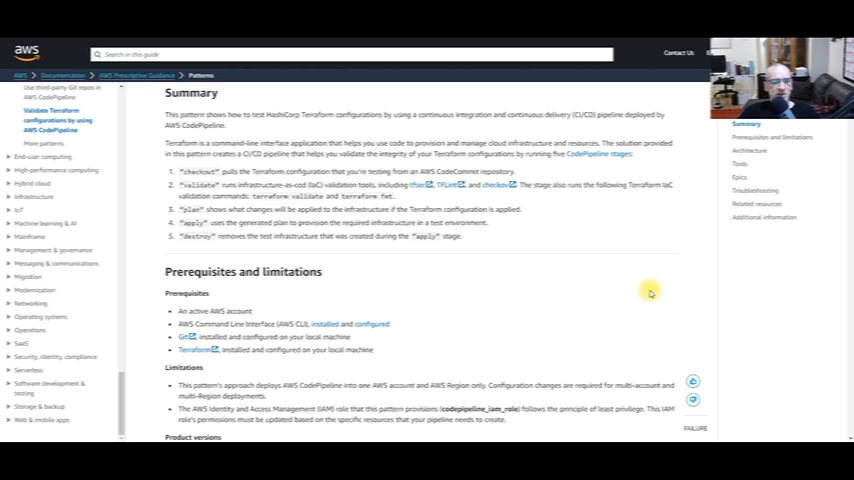 aws
Search in this guide
Contact Us
AWS > Documentation > AWS Prescriptive Guidance > Patterns
Use third-party Git repos in
AWS CodePipeline
Validate Terraform
configurations by using
AWS CodePipeline
More patterns
End-user computing
High-performance computing
Hybrid cloud
Infrastructure
IoT
Machine learning & AI
Mainframe
Management & governance
Messaging & communications
Migration
Modernization
Networking
Operating systems
Operations
SaaS
Security, identity, compliance
Serverless
Software development &
testing
Storage & backup
Web & mobile apps
Summary
This pattern shows how to test HashiCorp Terraform configurations by using a continuous integration and continuous delivery (CI/CD) pipeline deployed by
AWS CodePipeline.
Terraform is a command-line interface application that helps you use code to provision and manage cloud infrastructure and resources. The solution provided
in this pattern creates a CI/CD pipeline that helps you validate the integrity of your Terraform configurations by running five CodePipeline stages:
1. "checkout" pulls the Terraform configuration that you're testing from an AWS CodeCommit repository.
2. "validate" runs infrastructure-as-cod (IaC) validation tools, including tfsec, TFLint, and checkov. The stage also runs the following Terraform IaC
validation commands: terraform validate and terraform fmt.
3. "plan" shows what changes will be applied to the infrastructure if the Terraform configuration is applied.
4. "apply" uses the generated plan to provision the required infrastructure in a test environment.
5. "destroy" removes the test infrastructure that was created during the "apply" stage.
Prerequisites and limitations
Prerequisites
• An active AWS account
• AWS Command Line Interface (AWS CLI), installed and configured
• Git, installed and configured on your local machine
• Terraform, installed and configured on your local machine
Limitations
• This pattern's approach deploys AWS CodePipeline into one AWS account and AWS Region only. Configuration changes are required for multi-account and
multi-Region deployments.
• The AWS Identity and Access Management (IAM) role that this pattern provisions (codepipeline_iam_role) follows the principle of least privilege. This IAM
role's permissions must be updated based on the specific resources that your pipeline needs to create.
Product versions
Summary
Prerequisites and limitations
Architecture
Tools
Epics
Troubleshooting
Related resources
Additional information
FAILURE